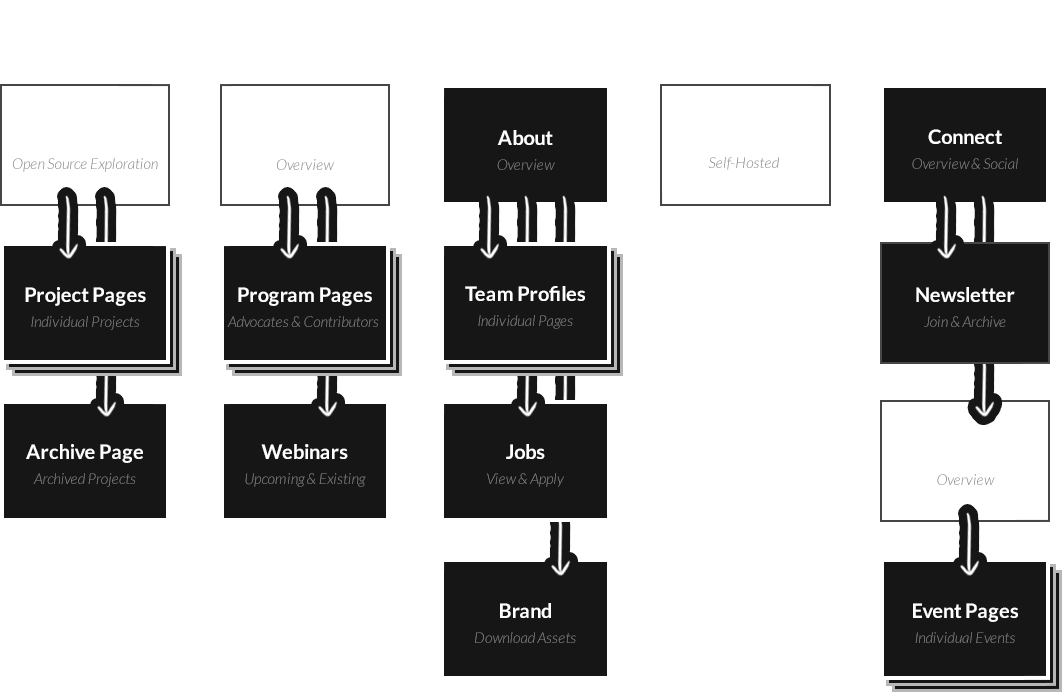 Open Source Exploration
Project Pages
Individual Projects
Archive Page
Archived Projects
Overview
Program Pages
Advocates & Contributors
Webinars
Upcoming & Existing
About
Overview
Team Profiles
Individual Pages
Jobs
View & Apply
Brand
Download Assets
Self-Hosted
Connect
Overview & Social
Newsletter
Join & Archive
Overview
Event Pages
Individual Events